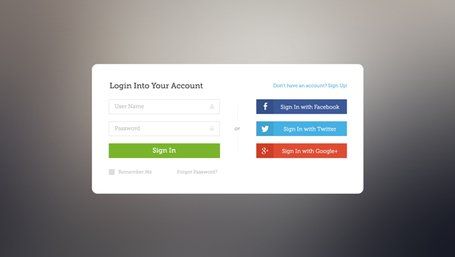 Login Into Your Account
Don't have an account? Sign Up!
User Name
Password
Sign In
Remember Me
Forgot Password?
or
f Sign In with Facebook
Sign In with Twitter
g+ Sign In with Google+